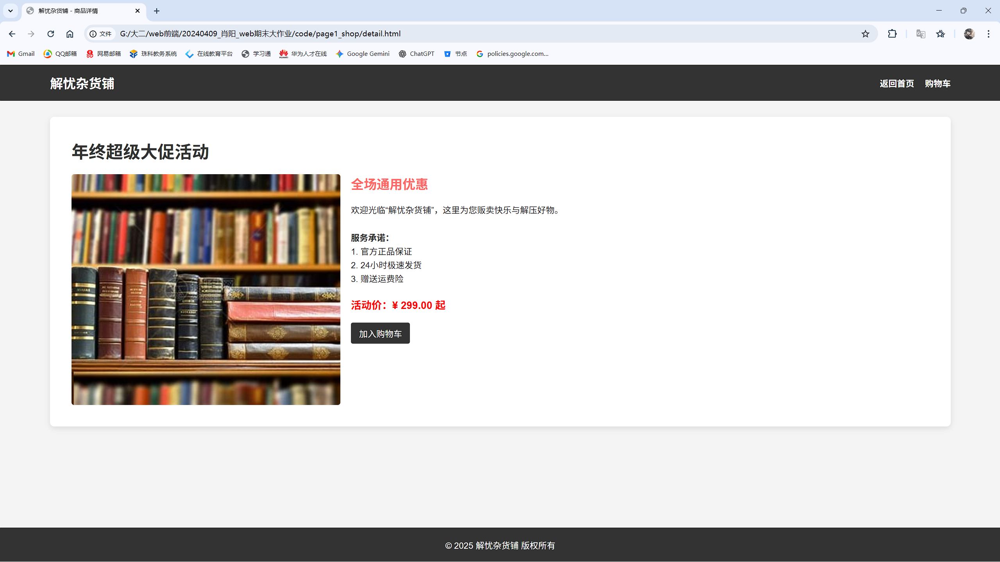 解忧杂货铺 - 商品详情
文件 G:/大二/web前端/20240409_肖阳_web期末大作业/code/page1_shop/detail.html
Gmail QQ邮箱 网易邮箱 珠科教务系统 在线教育平台 学习通 华为人才在线 Google Gemini ChatGPT 节点 policies.google.com...
解忧杂货铺 返回首页 购物车
年终超级大促活动
全场通用优惠
欢迎光临“解忧杂货铺”，这里为您贩卖快乐与解压好物。
服务承诺：
1. 官方正品保证
2. 24小时极速发货
3. 赠送运费险
活动价：¥ 299.00 起
加入购物车
© 2025 解忧杂货铺 版权所有